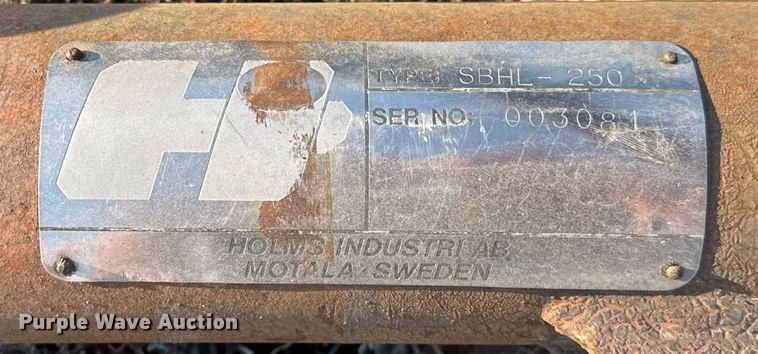 TYPE: SBHL-250
SER NO: 003081
HOLMS INDUSTRI AB
MOTALA SWEDEN
Purple Wave Auction